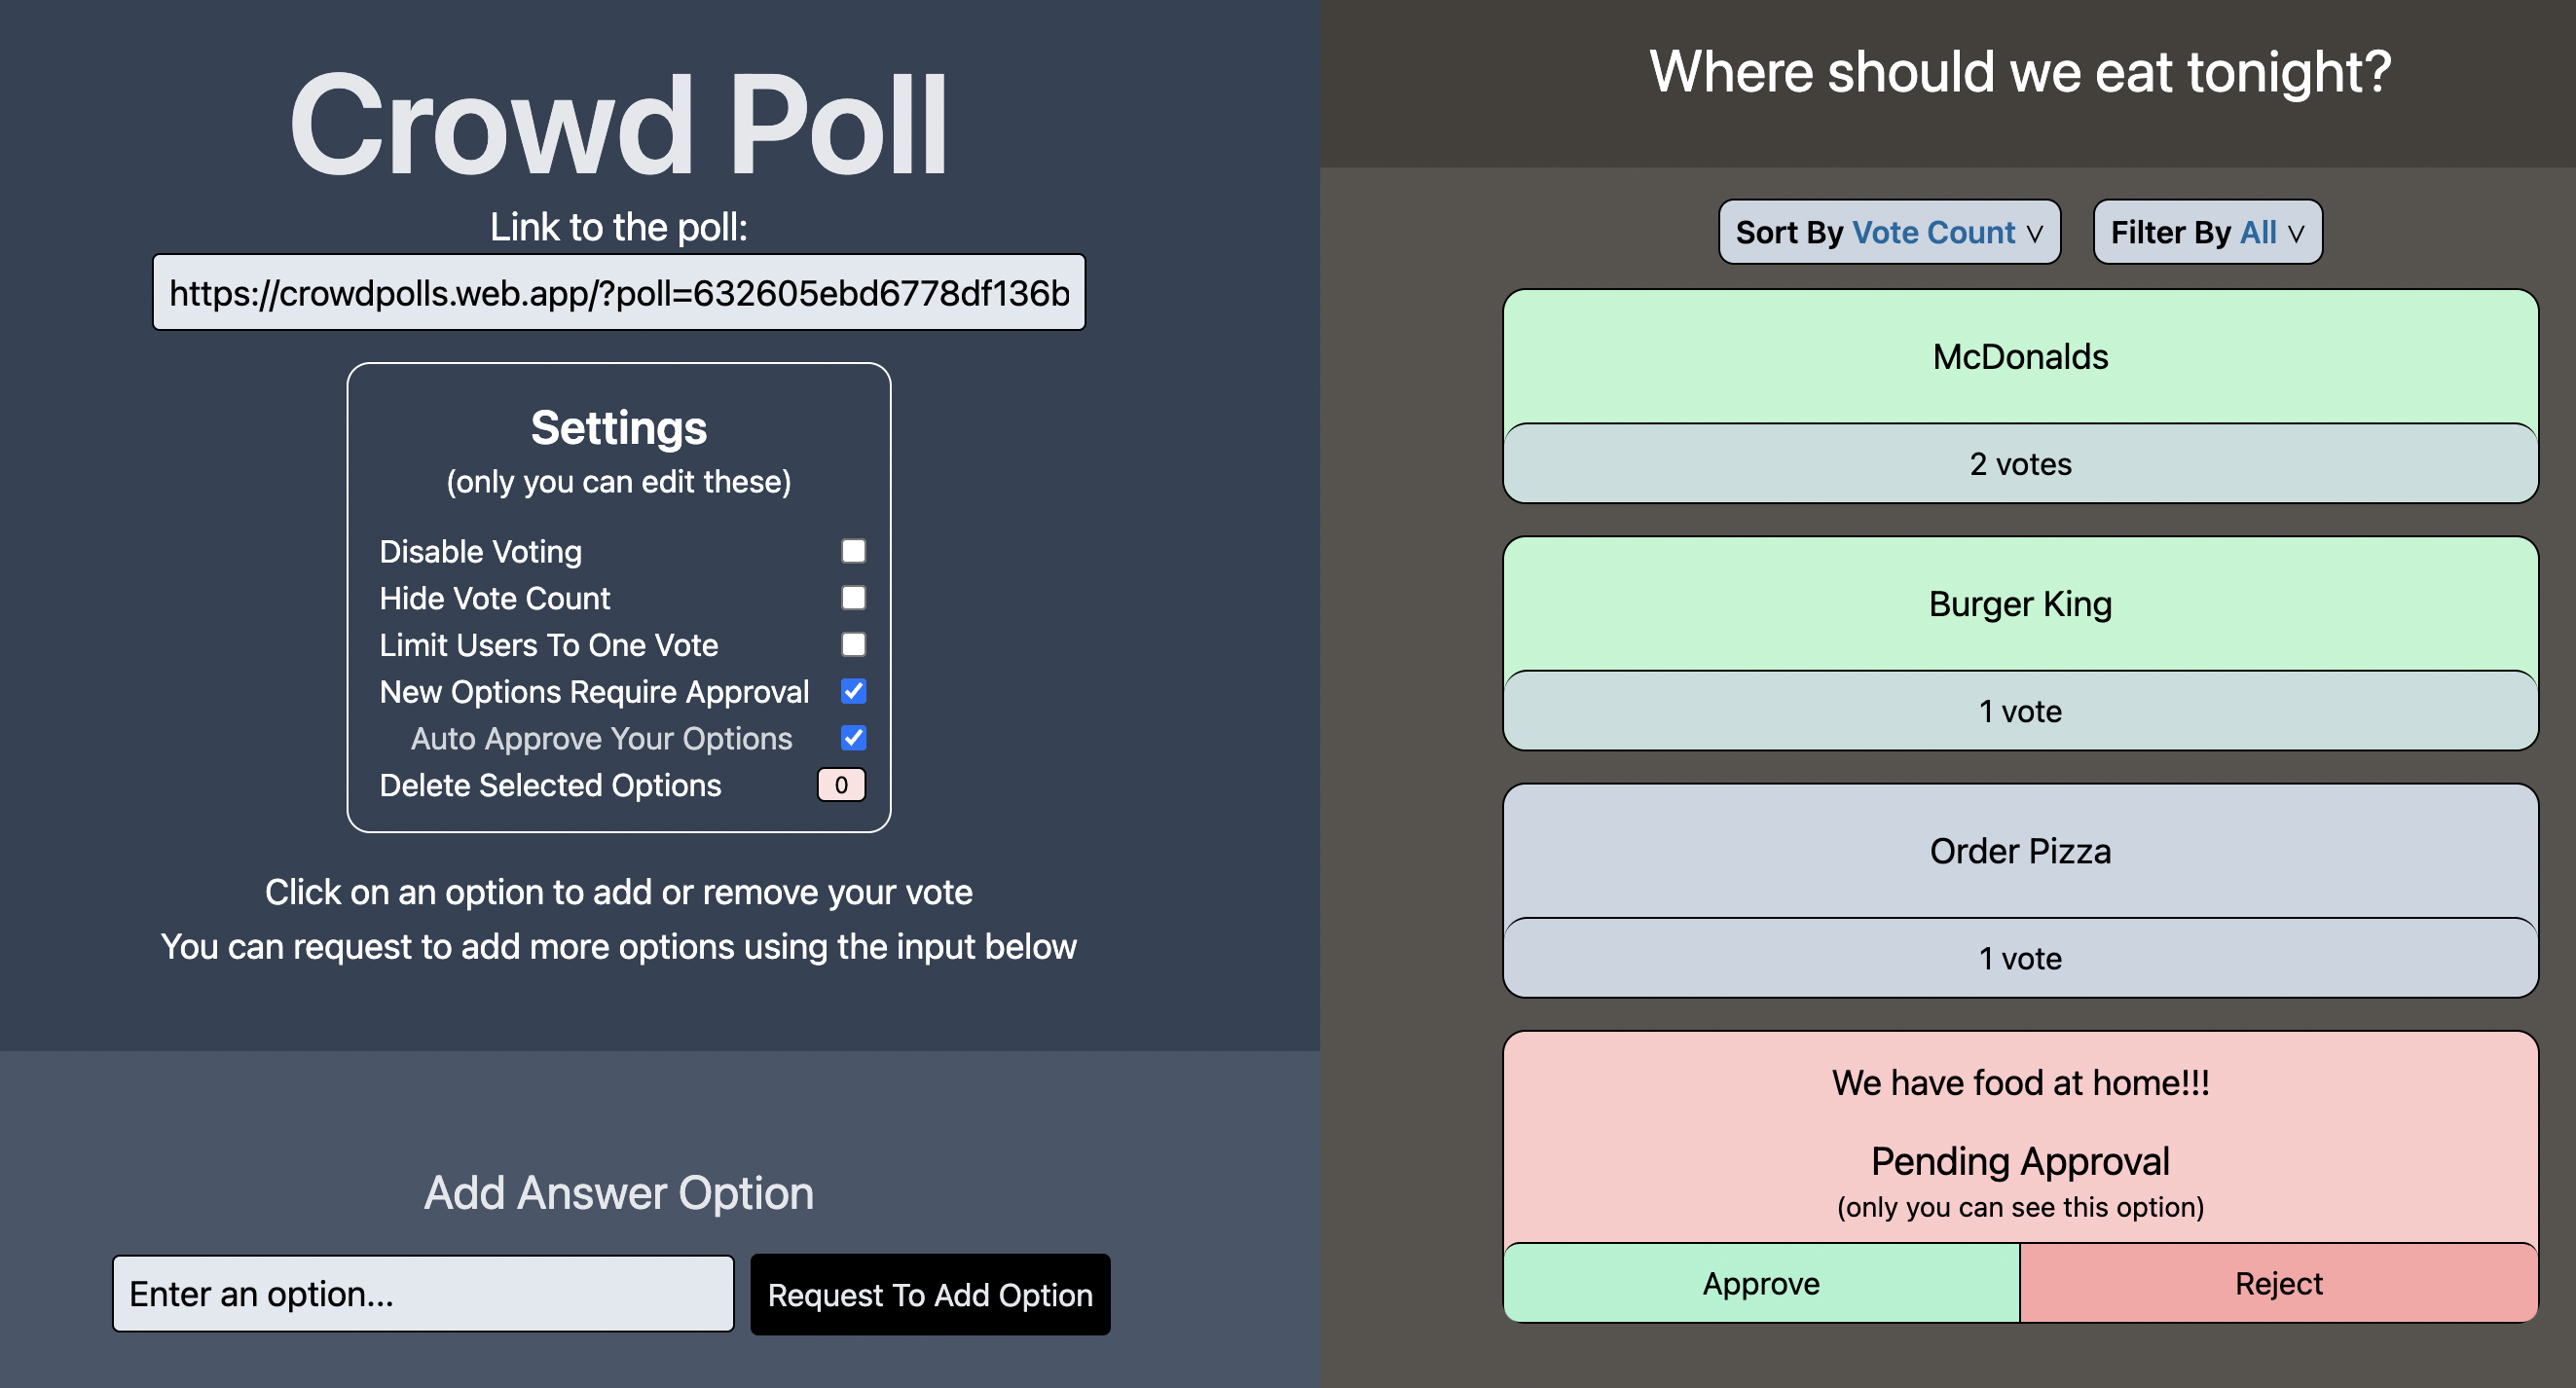 Crowd Poll
Link to the poll:
https://crowdpolls.web.app/?poll=632605ebd6778df136b
Settings
(only you can edit these)
Disable Voting
Hide Vote Count
Limit Users To One Vote
New Options Require Approval
Auto Approve Your Options
Delete Selected Options 0
Click on an option to add or remove your vote
You can request to add more options using the input below
Add Answer Option
Enter an option...
Request To Add Option
Where should we eat tonight?
Sort By Vote Count ∨
Filter By All ∨
McDonalds
2 votes
Burger King
1 vote
Order Pizza
1 vote
We have food at home!!!
Pending Approval
(only you can see this option)
Approve
Reject